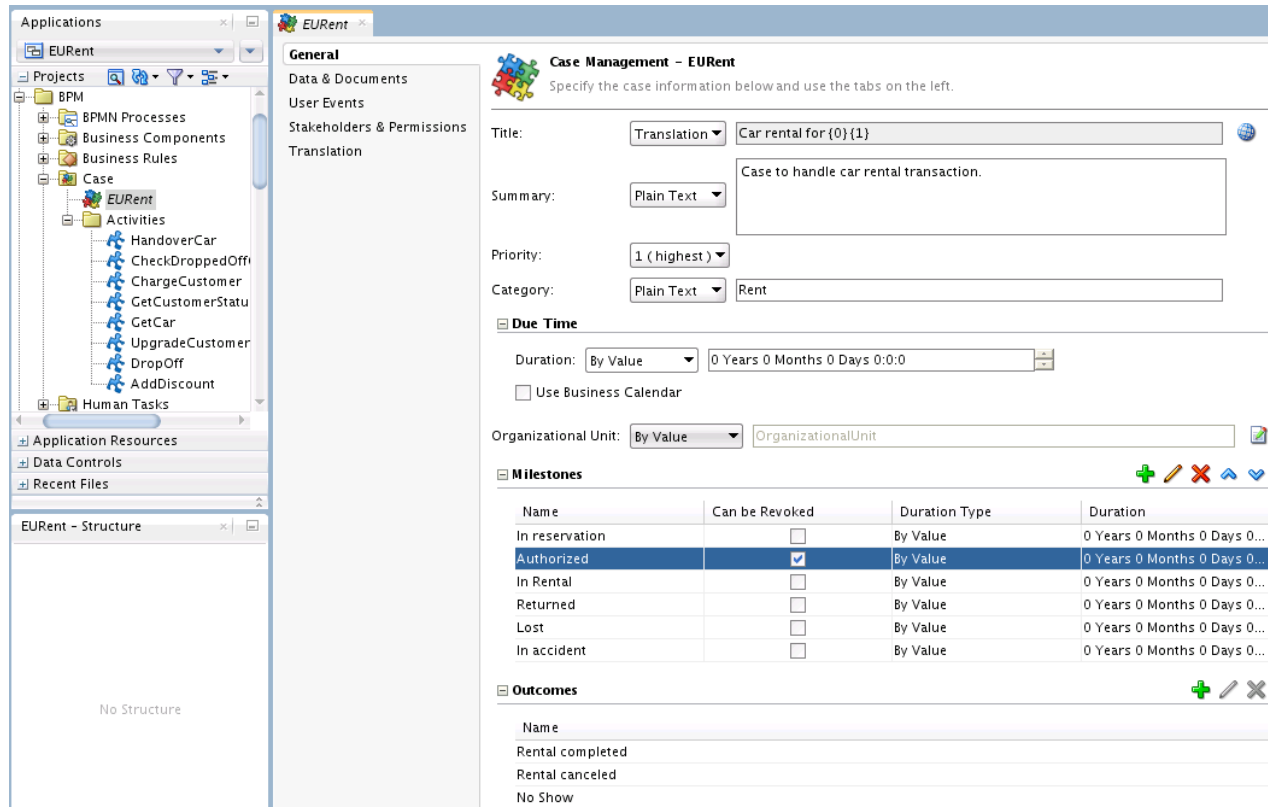 Applications
EURent
Projects
BPM
BPMN Processes
Business Components
Business Rules
Case
EURent
Activities
HandoverCar
CheckDroppedOff
ChargeCustomer
GetCustomerStatu
GetCar
UpgradeCustomer
DropOff
AddDiscount
Human Tasks
Application Resources
Data Controls
Recent Files
EURent - Structure
No Structure
EURent
General
Data & Documents
User Events
Stakeholders & Permissions
Translation
Case Management - EURent
Specify the case information below and use the tabs on the left.
Title: Translation Car rental for {0}{1}
Summary: Plain Text Case to handle car rental transaction.
Priority: 1 ( highest )
Category: Plain Text Rent
Due Time
Duration: By Value 0 Years 0 Months 0 Days 0:0:0
Use Business Calendar
Organizational Unit: By Value OrganizationalUnit
Milestones
Name Can be Revoked Duration Type Duration
In reservation By Value 0 Years 0 Months 0 Days 0...
Authorized By Value 0 Years 0 Months 0 Days 0...
In Rental By Value 0 Years 0 Months 0 Days 0...
Returned By Value 0 Years 0 Months 0 Days 0...
Lost By Value 0 Years 0 Months 0 Days 0...
In accident By Value 0 Years 0 Months 0 Days 0...
Outcomes
Name
Rental completed
Rental canceled
No Show